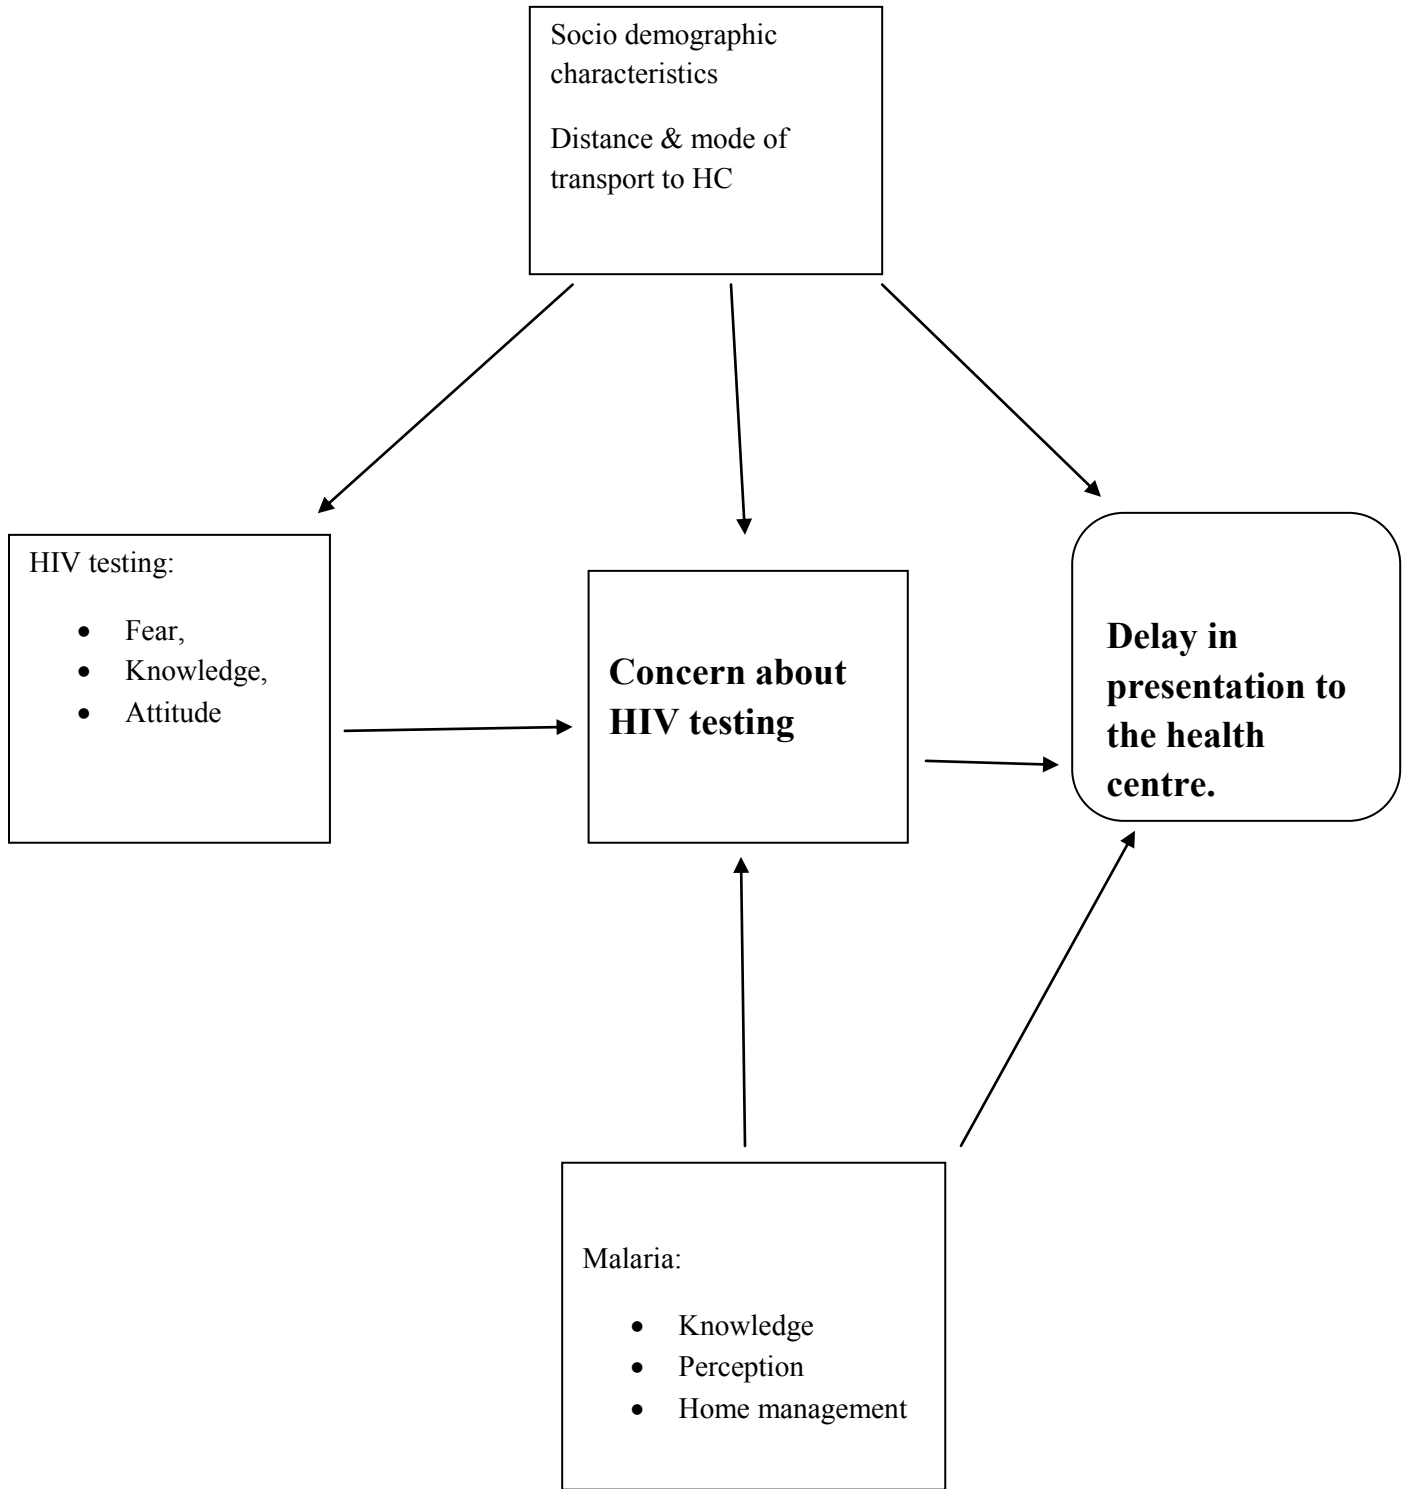 Socio demographic
characteristics
Distance & mode of
transport to HC
HIV testing:
• Fear,
• Knowledge,
• Attitude
Concern about
HIV testing
Delay in
presentation to
the health
centre.
Malaria:
• Knowledge
• Perception
• Home management